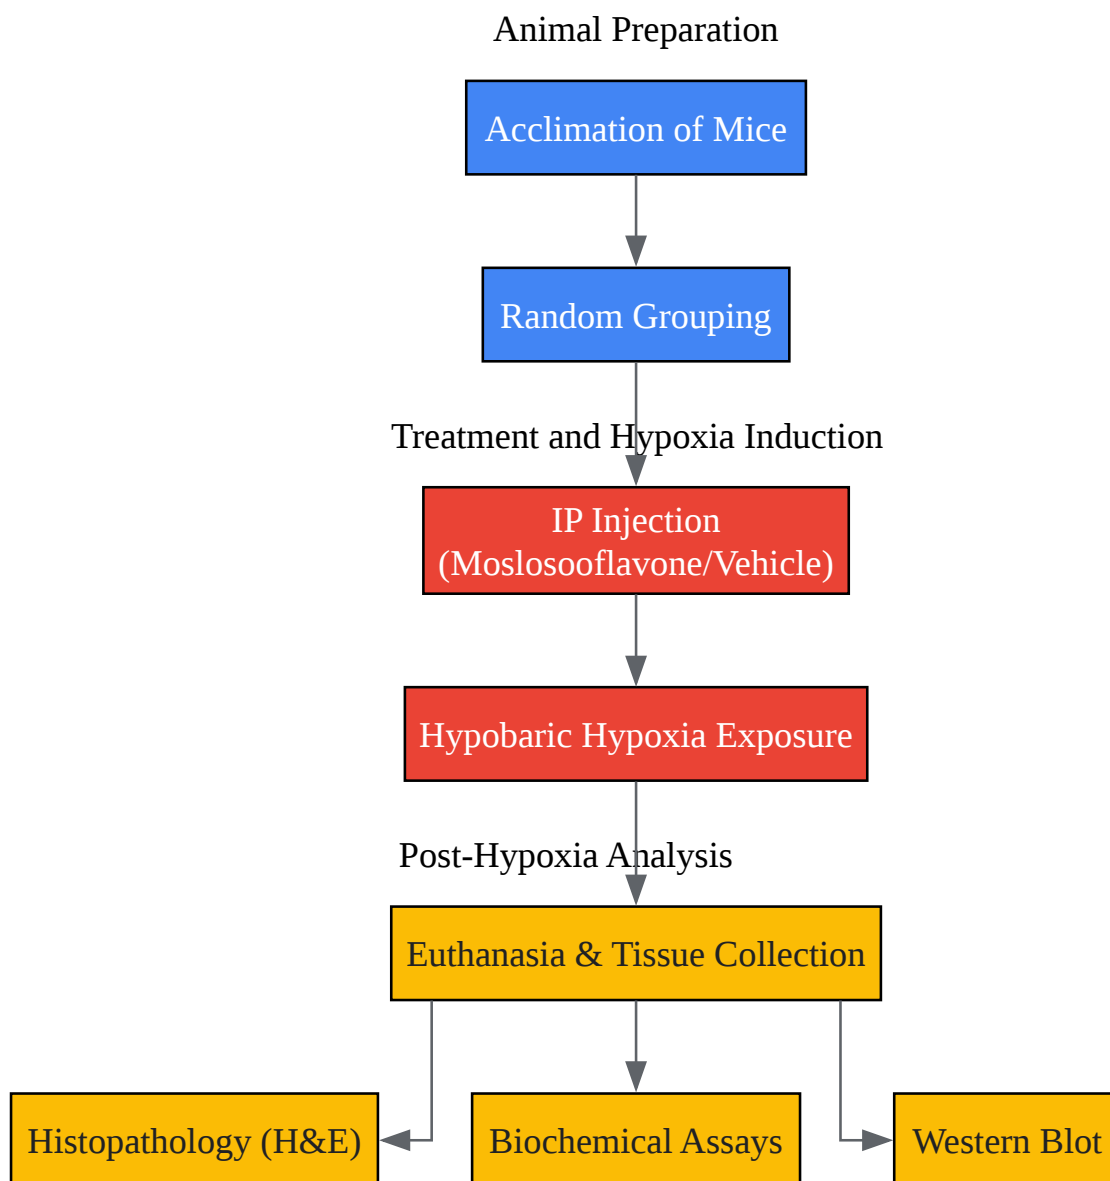 Animal Preparation
Acclimation of Mice
Random Grouping
Treatment and Hypoxia Induction
IP Injection
(Moslosooflavone/Vehicle)
Hypobaric Hypoxia Exposure
Post-Hypoxia Analysis
Euthanasia & Tissue Collection
Histopathology (H&E)
Biochemical Assays
Western Blot